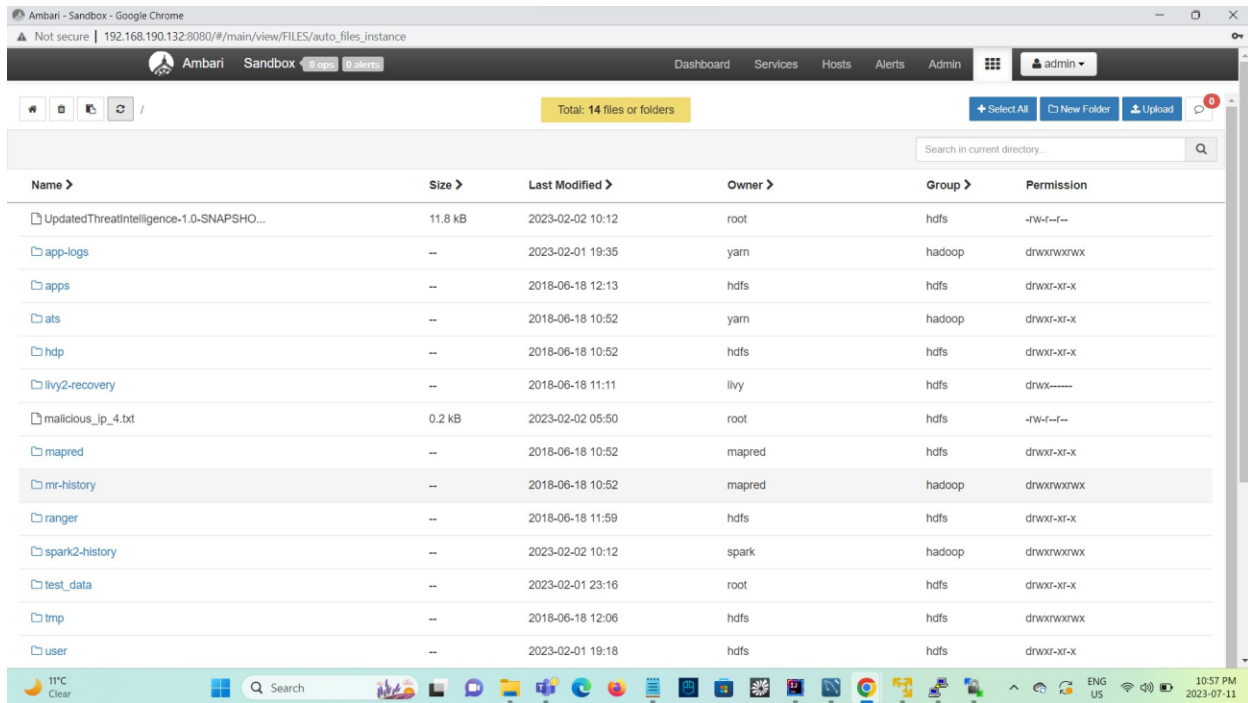 Ambari - Sandbox - Google Chrome
Not secure | 192.168.190.132:8080/#/main/view/FILES/auto_files_instance
Ambari Sandbox 0 ops 0 alerts Dashboard Services Hosts Alerts Admin admin
/ Total: 14 files or folders Select All New Folder Upload 0
Search in current directory...
Name Size Last Modified Owner Group Permission
UpdatedThreatIntelligence-1.0-SNAPSHO... 11.8 kB 2023-02-02 10:12 root hdfs -rw-r--r--
app-logs -- 2023-02-01 19:35 yarn hadoop drwxrwxrwx
apps -- 2018-06-18 12:13 hdfs hdfs drwxr-xr-x
ats -- 2018-06-18 10:52 yarn hadoop drwxr-xr-x
hdp -- 2018-06-18 10:52 hdfs hdfs drwxr-xr-x
livy2-recovery -- 2018-06-18 11:11 livy hdfs drwx------
malicious_ip_4.txt 0.2 kB 2023-02-02 05:50 root hdfs -rw-r--r--
mapred -- 2018-06-18 10:52 mapred hdfs drwxr-xr-x
mr-history -- 2018-06-18 10:52 mapred hadoop drwxrwxrwx
ranger -- 2018-06-18 11:59 hdfs hdfs drwxr-xr-x
spark2-history -- 2023-02-02 10:12 spark hadoop drwxrwxrwx
test_data -- 2023-02-01 23:16 root hdfs drwxr-xr-x
tmp -- 2018-06-18 12:06 hdfs hdfs drwxrwxrwx
user -- 2023-02-01 19:18 hdfs hdfs drwxr-xr-x
11°C Search ENG 10:57 PM
Clear US 2023-07-11